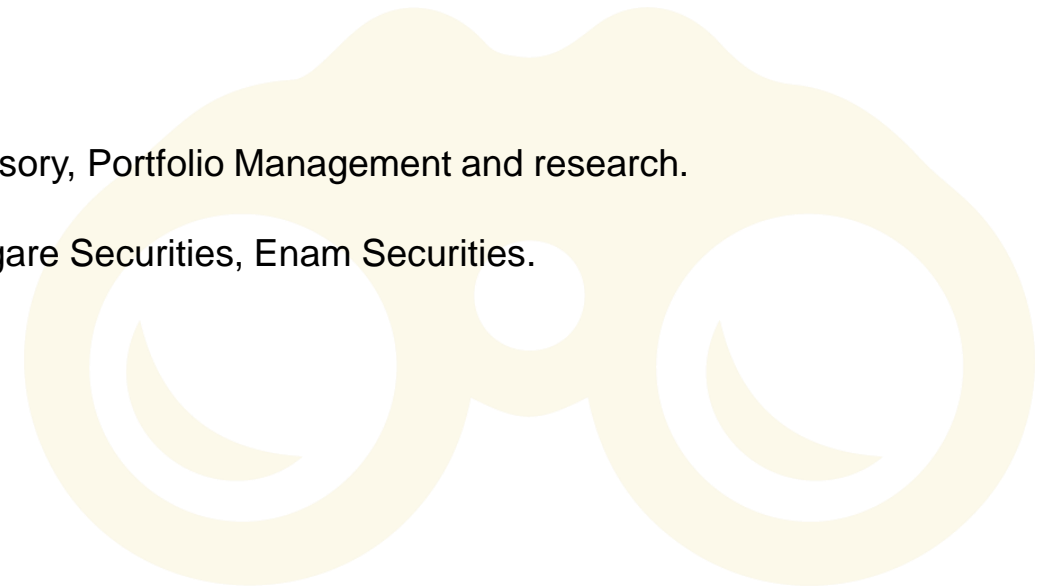 sory, Portfolio Management and research.
gare Securities, Enam Securities.